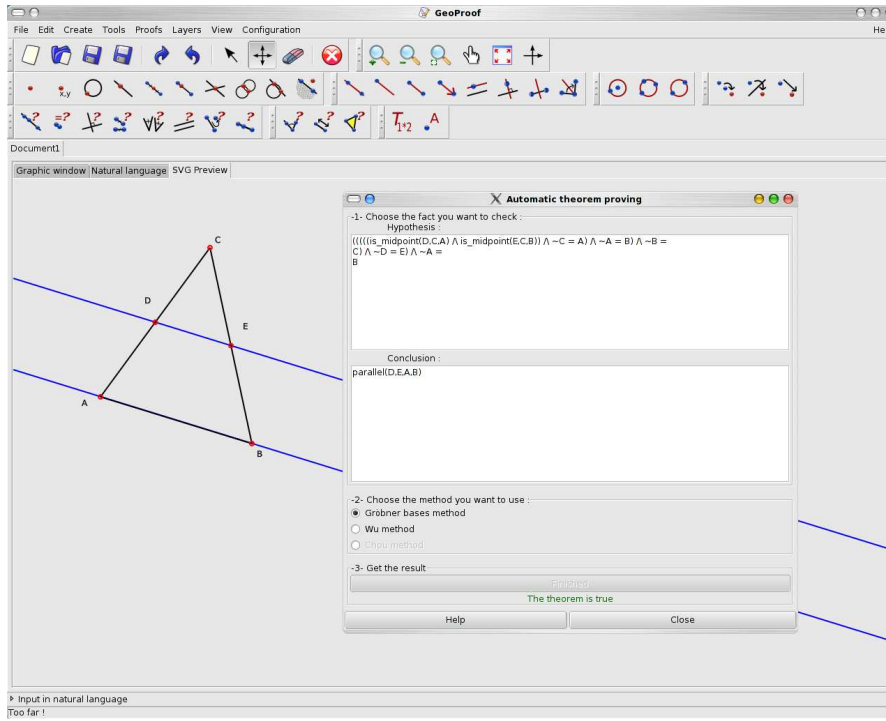 GeoProof
File Edit Create Tools Proofs Layers View Configuration He
x,y
=? ? ? ? ? ? ? ? ? ? ?
T 1*2 A
Document1
Graphic window Natural language SVG Preview
C
D
E
A
B
Automatic theorem proving
-1- Choose the fact you want to check :
Hypothesis :
(((((is_midpoint(D,C,A) /\ is_midpoint(E,C,B)) /\ ~C = A) /\ ~A = B) /\ ~B =
C) /\ ~D = E) /\ ~A =
B
Conclusion :
parallel(D,E,A,B)
-2- Choose the method you want to use :
Gröbner bases method
Wu method
Chou method
-3- Get the result
Finished
The theorem is true
Help Close
Input in natural language
Too far !